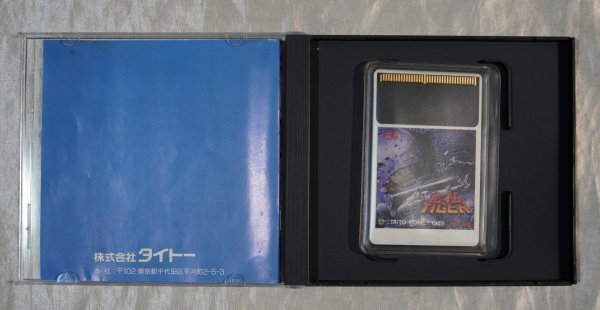 株式会社 タイトー
本 社:〒102 東京都千代田区平河町2-5-3
TIGER
© TAITO CORP. 1989